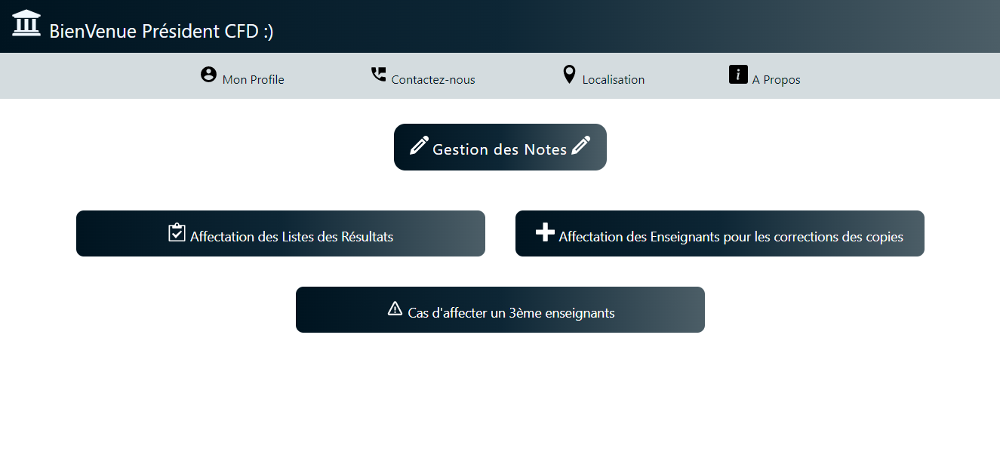 BienVenue Président CFD :)
Mon Profile
Contactez-nous
Localisation
A Propos
Gestion des Notes
Affectation des Listes des Résultats
Affectation des Enseignants pour les corrections des copies
Cas d'affecter un 3ème enseignants